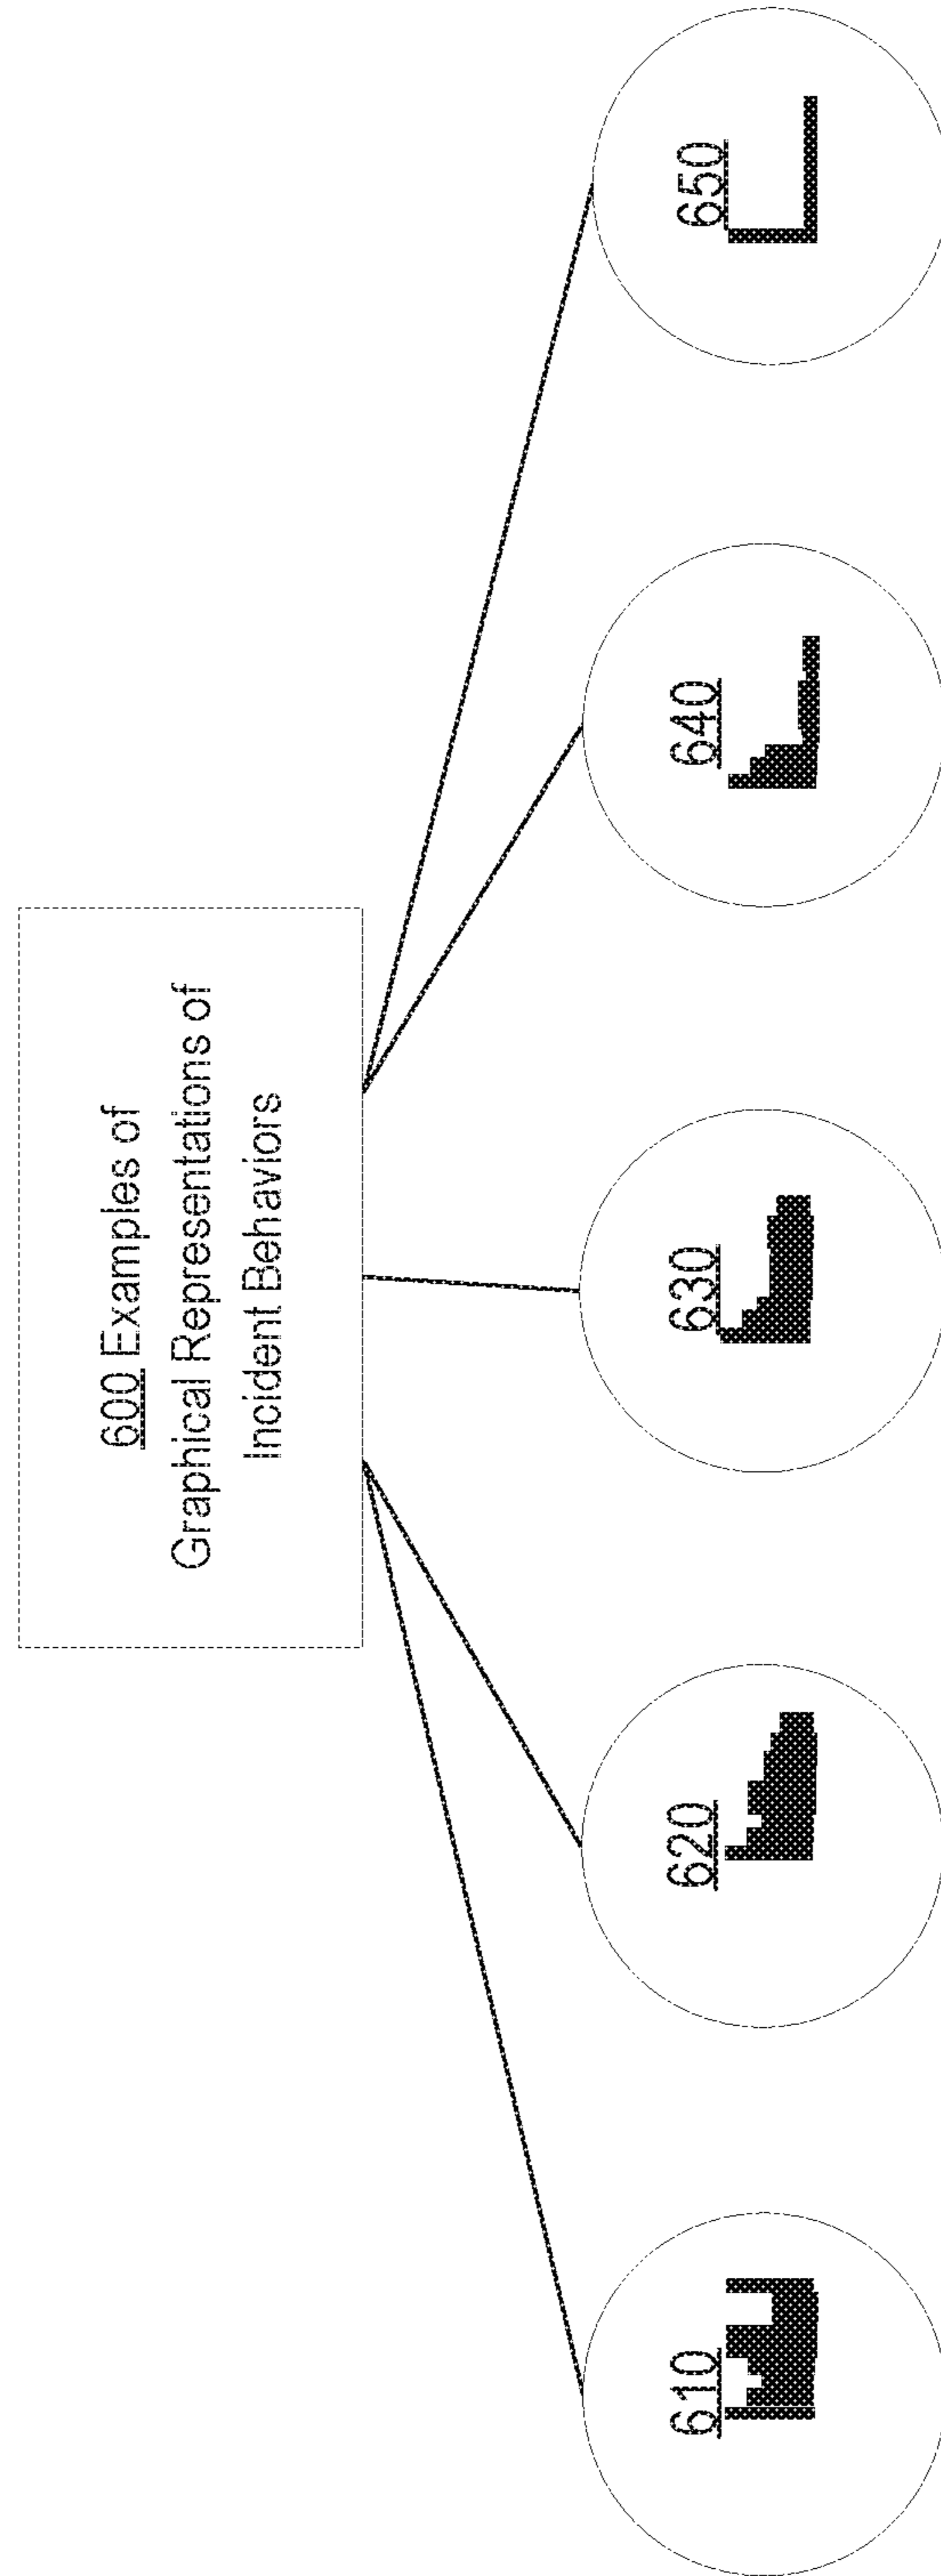 600 Examples of
Graphical Representations of
Incident Behaviors
610
620
630
640
650